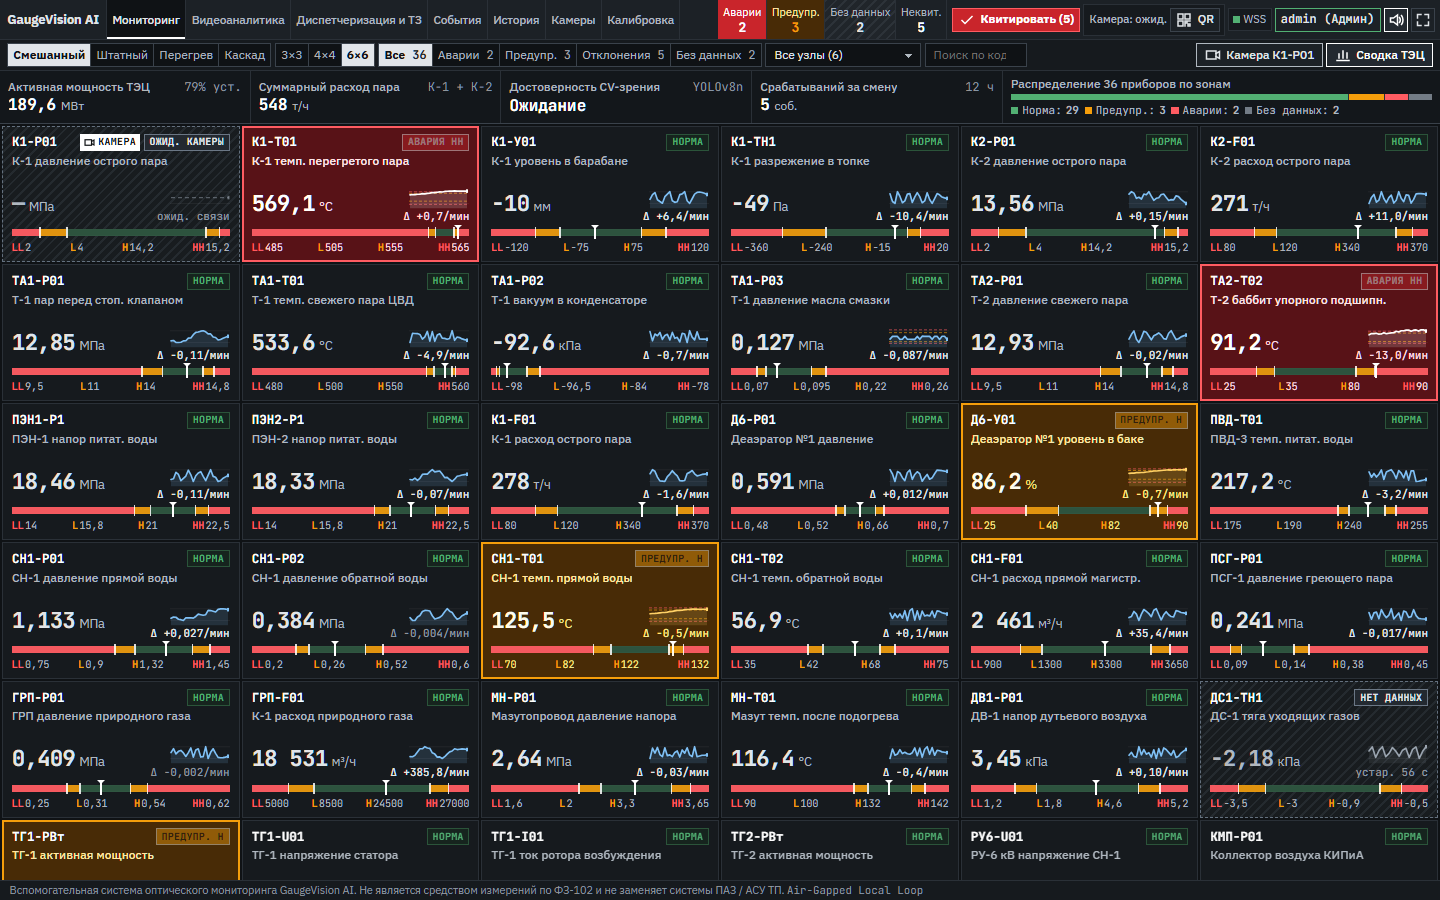 GaugeVision AI Мониторинг Видеоаналитика Диспетчеризация и ТЗ События История Камеры Калибровка Аварии 2 Предупр. 3 Без данных 2 Неквит. 5 Квитировать (5) Камера: ожид. QR WSS admin (Админ)
Смешанный Штатный Перегрев Каскад 3×3 4×4 6×6 Все 36 Аварии 2 Предупр. 3 Отклонения 5 Без данных 2 Все узлы (6) Поиск по код Камера К1-Р01 Сводка ТЭЦ
Активная мощность ТЭЦ 79% уст. Суммарный расход пара К-1 + К-2 Достоверность CV-зрения YOLOv8n Срабатываний за смену 12 ч Распределение 36 приборов по зонам
189,6 МВт 548 т/ч Ожидание 5 соб. Норма: 29 Предупр.: 3 Аварии: 2 Без данных: 2
К1-Р01 КАМЕРА ОЖИД. КАМЕРЫ К1-Т01 АВАРИЯ НН К1-У01 НОРМА К1-ТН1 НОРМА К2-Р01 НОРМА К2-F01 НОРМА
К-1 давление острого пара К-1 темп. перегретого пара К-1 уровень в барабане К-1 разрежение в топке К-2 давление острого пара К-2 расход острого пара
— МПа 569,1 °C -10 мм -49 Па 13,56 МПа 271 т/ч
ожид. связи Δ +0,7/мин Δ +6,4/мин Δ -10,4/мин Δ +0,15/мин Δ +11,0/мин
LL2 L4 H14,2 HH15,2 LL485 L505 H555 HH565 LL-120 L-75 H75 HH120 LL-360 L-240 H-15 HH20 LL2 L4 H14,2 HH15,2 LL80 L120 H340 HH370
ТА1-Р01 НОРМА ТА1-Т01 НОРМА ТА1-Р02 НОРМА ТА1-Р03 НОРМА ТА2-Р01 НОРМА ТА2-Т02 АВАРИЯ НН
Т-1 пар перед стоп. клапаном Т-1 темп. свежего пара ЦВД Т-1 вакуум в конденсаторе Т-1 давление масла смазки Т-2 давление свежего пара Т-2 баббит упорного подшипн.
12,85 МПа 533,6 °C -92,6 кПа 0,127 МПа 12,93 МПа 91,2 °C
Δ -0,11/мин Δ -4,9/мин Δ -0,7/мин Δ -0,087/мин Δ -0,02/мин Δ -13,0/мин
LL9,5 L11 H14 HH14,8 LL480 L500 H550 HH560 LL-98 L-96,5 H-84 HH-78 LL0,07 L0,095 H0,22 HH0,26 LL9,5 L11 H14 HH14,8 LL25 L35 H80 HH90
ПЭН1-Р1 НОРМА ПЭН2-Р1 НОРМА К1-F01 НОРМА Д6-Р01 НОРМА Д6-У01 ПРЕДУПР. Н ПВД-Т01 НОРМА
ПЭН-1 напор питат. воды ПЭН-2 напор питат. воды К-1 расход острого пара Деаэратор №1 давление Деаэратор №1 уровень в баке ПВД-3 темп. питат. воды
18,46 МПа 18,33 МПа 278 т/ч 0,591 МПа 86,2 % 217,2 °C
Δ -0,11/мин Δ -0,07/мин Δ -1,6/мин Δ +0,012/мин Δ -0,7/мин Δ -3,2/мин
LL14 L15,8 H21 HH22,5 LL14 L15,8 H21 HH22,5 LL80 L120 H340 HH370 LL0,48 L0,52 H0,66 HH0,7 LL25 L40 H82 HH90 LL175 L190 H240 HH255
СН1-Р01 НОРМА СН1-Р02 НОРМА СН1-Т01 ПРЕДУПР. Н СН1-Т02 НОРМА СН1-F01 НОРМА ПСГ-Р01 НОРМА
СН-1 давление прямой воды СН-1 давление обратной воды СН-1 темп. прямой воды СН-1 темп. обратной воды СН-1 расход прямой магистр. ПСГ-1 давление греющего пара
1,133 МПа 0,384 МПа 125,5 °C 56,9 °C 2 461 м³/ч 0,241 МПа
Δ +0,027/мин Δ -0,004/мин Δ -0,5/мин Δ +0,1/мин Δ +35,4/мин Δ -0,017/мин
LL0,75 L0,9 H1,32 HH1,45 LL0,2 L0,26 H0,52 HH0,6 LL70 L82 H122 HH132 LL35 L42 H68 HH75 LL900 L1300 H3300 HH3650 LL0,09 L0,14 H0,38 HH0,45
ГРП-Р01 НОРМА ГРП-F01 НОРМА МН-Р01 НОРМА МН-Т01 НОРМА ДВ1-Р01 НОРМА ДС1-ТН1 НЕТ ДАННЫХ
ГРП давление природного газа К-1 расход природного газа Мазутопровод давление напора Мазут темп. после подогрева ДВ-1 напор дутьевого воздуха ДС-1 тяга уходящих газов
0,409 МПа 18 531 м³/ч 2,64 МПа 116,4 °C 3,45 кПа -2,18 кПа
Δ -0,002/мин Δ +385,8/мин Δ -0,03/мин Δ -0,4/мин Δ +0,10/мин устар. 56 с
LL0,25 L0,31 H0,54 HH0,62 LL5000 L8500 H24500 HH27000 LL1,6 L2 H3,3 HH3,65 LL90 L100 H132 HH142 LL1,2 L1,8 H4,6 HH5,2 LL-3,5 L-3 H-0,9 HH-0,5
ТГ1-РВт ПРЕДУПР. Н ТГ1-U01 НОРМА ТГ1-I01 НОРМА ТГ2-РВт НОРМА РУ6-U01 НОРМА КМП-Р01 НОРМА
ТГ-1 активная мощность ТГ-1 напряжение статора ТГ-1 ток ротора возбуждения ТГ-2 активная мощность РУ-6 кВ напряжение СН-1 Коллектор воздуха КИПиА
Вспомогательная система оптического мониторинга GaugeVision AI. Не является средством измерений по ФЗ-102 и не заменяет системы ПАЗ / АСУ ТП. Air-Gapped Local Loop